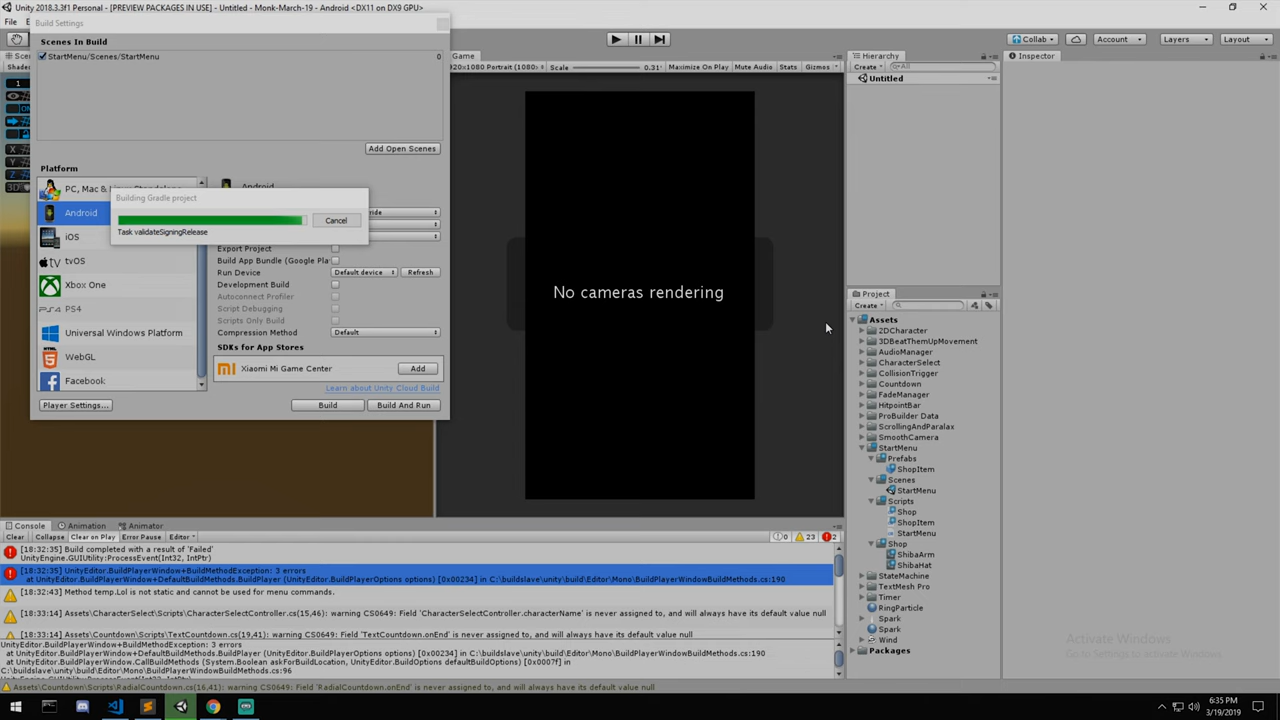 Unity 2018.3.3f1 Personal - [PREVIEW PACKAGES IN USE] - Untitled - Monk-March-19 - Android <DX11 on DX9 GPU>
File
Build Settings
Scenes In Build
StartMenu/Scenes/StartMenu
0
Add Open Scenes
Platform
PC, Mac & Linux Standalone
Android
iOS
tvOS
Xbox One
PS4
Universal Windows Platform
WebGL
Facebook
Player Settings...
Android
Building Gradle project
Cancel
Task validateSigningRelease
Export Project
Build App Bundle (Google Pla
Run Device
Default device
Refresh
Development Build
Autoconnect Profiler
Script Debugging
Scripts Only Build
Compression Method
Default
SDKs for App Stores
Xiaomi Mi Game Center
Add
Learn about Unity Cloud Build
Build
Build And Run
Collab
Account
Layers
Layout
Game
920x1080 Portrait (1080x
Scale
0.31
Maximize On Play
Mute Audio
Stats
Gizmos
No cameras rendering
Hierarchy
Create
All
Untitled
Inspector
Project
Create
Assets
2DCharacter
3DBeatThemUpMovement
AudioManager
CharacterSelect
CollisionTrigger
Countdown
FadeManager
HitpointBar
ProBuilder Data
ScrollingAndParalax
SmoothCamera
StartMenu
Prefabs
ShopItem
Scenes
StartMenu
Scripts
Shop
ShopItem
StartMenu
Shop
ShibaArm
ShibaHat
StateMachine
TextMesh Pro
Timer
RingParticle
Spark
Spark
Wind
Packages
Console
Animation
Animator
Clear
Collapse
Clear on Play
Error Pause
Editor
0
23
2
[18:32:35] Build completed with a result of 'Failed'
UnityEngine.GUIUtility:ProcessEvent(Int32, IntPtr)
[18:32:35] UnityEditor.BuildPlayerWindow+BuildMethodException: 3 errors
at UnityEditor.BuildPlayerWindow+DefaultBuildMethods.BuildPlayer (UnityEditor.BuildPlayerOptions options) [0x00234] in C:\buildslave\unity\build\Editor\Mono\BuildPlayerWindowBuildMethods.cs:190
[18:32:43] Method temp.Lol is not static and cannot be used for menu commands.
[18:33:14] Assets\CharacterSelect\Scripts\CharacterSelectController.cs(15,46): warning CS0649: Field 'CharacterSelectController.characterName' is never assigned to, and will always have its default value null
[18:33:14] Assets\Countdown\Scripts\TextCountdown.cs(19,41): warning CS0649: Field 'TextCountdown.onEnd' is never assigned to, and will always have its default value null
UnityEditor.BuildPlayerWindow+BuildMethodException: 3 errors
at UnityEditor.BuildPlayerWindow+DefaultBuildMethods.BuildPlayer (UnityEditor.BuildPlayerOptions options) [0x00234] in C:\buildslave\unity\build\Editor\Mono\BuildPlayerWindowBuildMethods.cs:190
at UnityEditor.BuildPlayerWindow.CallBuildMethods (System.Boolean askForBuildLocation, UnityEditor.BuildOptions defaultBuildOptions) [0x0007f] in
C:\buildslave\unity\build\Editor\Mono\BuildPlayerWindowBuildMethods.cs:96
Assets\Countdown\Scripts\RadialCountdown.cs(16,41): warning CS0649: Field 'RadialCountdown.onEnd' is never assigned to, and will always have its default value null
Activate Windows
Go to Settings to activate Windows.
6:35 PM
3/19/2019